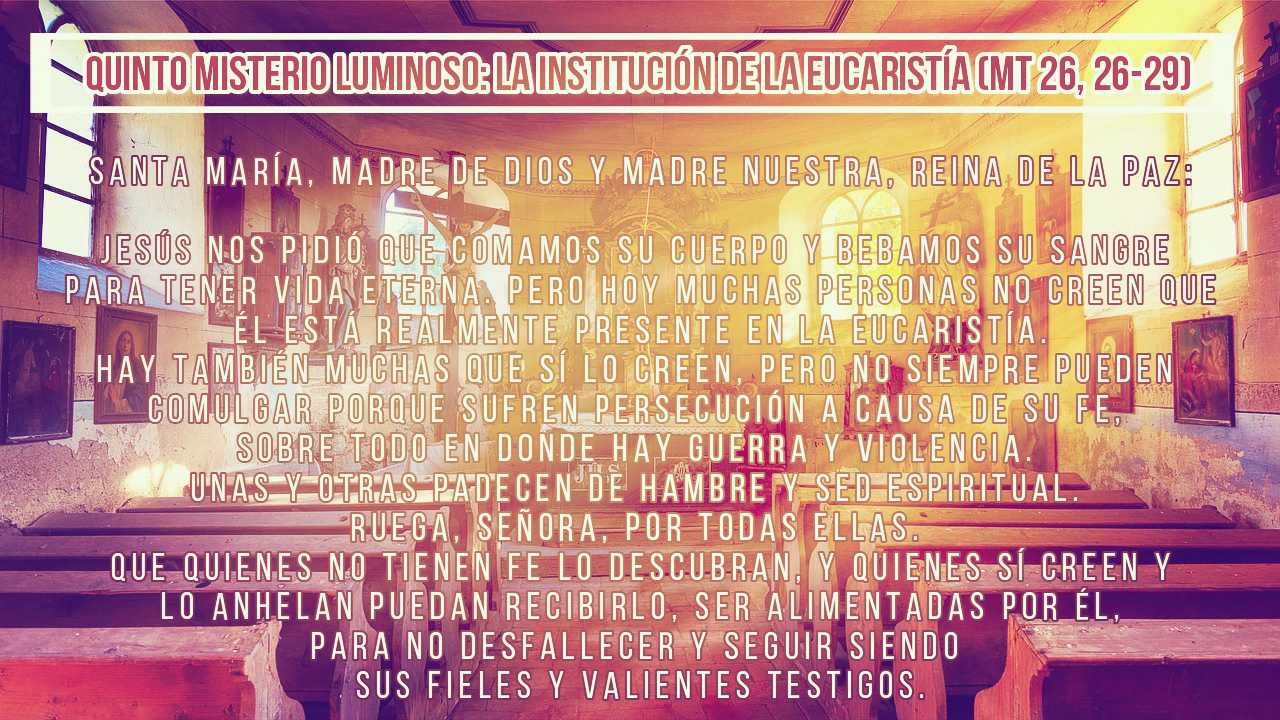 QUINTO MISTERIO LUMINOSO: LA INSTITUCIÓN DE LA EUCARISTÍA (MT 26, 26-29)
SANTA MARÍA, MADRE DE DIOS Y MADRE NUESTRA, REINA DE LA PAZ:
JESÚS NOS PIDIÓ QUE COMAMOS SU CUERPO Y BEBAMOS SU SANGRE
PARA TENER VIDA ETERNA. PERO HOY MUCHAS PERSONAS NO CREEN QUE
ÉL ESTÁ REALMENTE PRESENTE EN LA EUCARISTÍA.
HAY TAMBIÉN MUCHAS QUE SÍ LO CREEN, PERO NO SIEMPRE PUEDEN
COMULGAR PORQUE SUFREN PERSECUCIÓN A CAUSA DE SU FE,
SOBRE TODO EN DONDE HAY GUERRA Y VIOLENCIA.
UNAS Y OTRAS PADECEN DE HAMBRE Y SED ESPIRITUAL.
RUEGA, SEÑORA, POR TODAS ELLAS.
QUE QUIENES NO TIENEN FE LO DESCUBRAN, Y QUIENES SÍ CREEN Y
LO ANHELAN PUEDAN RECIBIRLO, SER ALIMENTADAS POR ÉL,
PARA NO DESFALLECER Y SEGUIR SIENDO
SUS FIELES Y VALIENTES TESTIGOS.
JHS